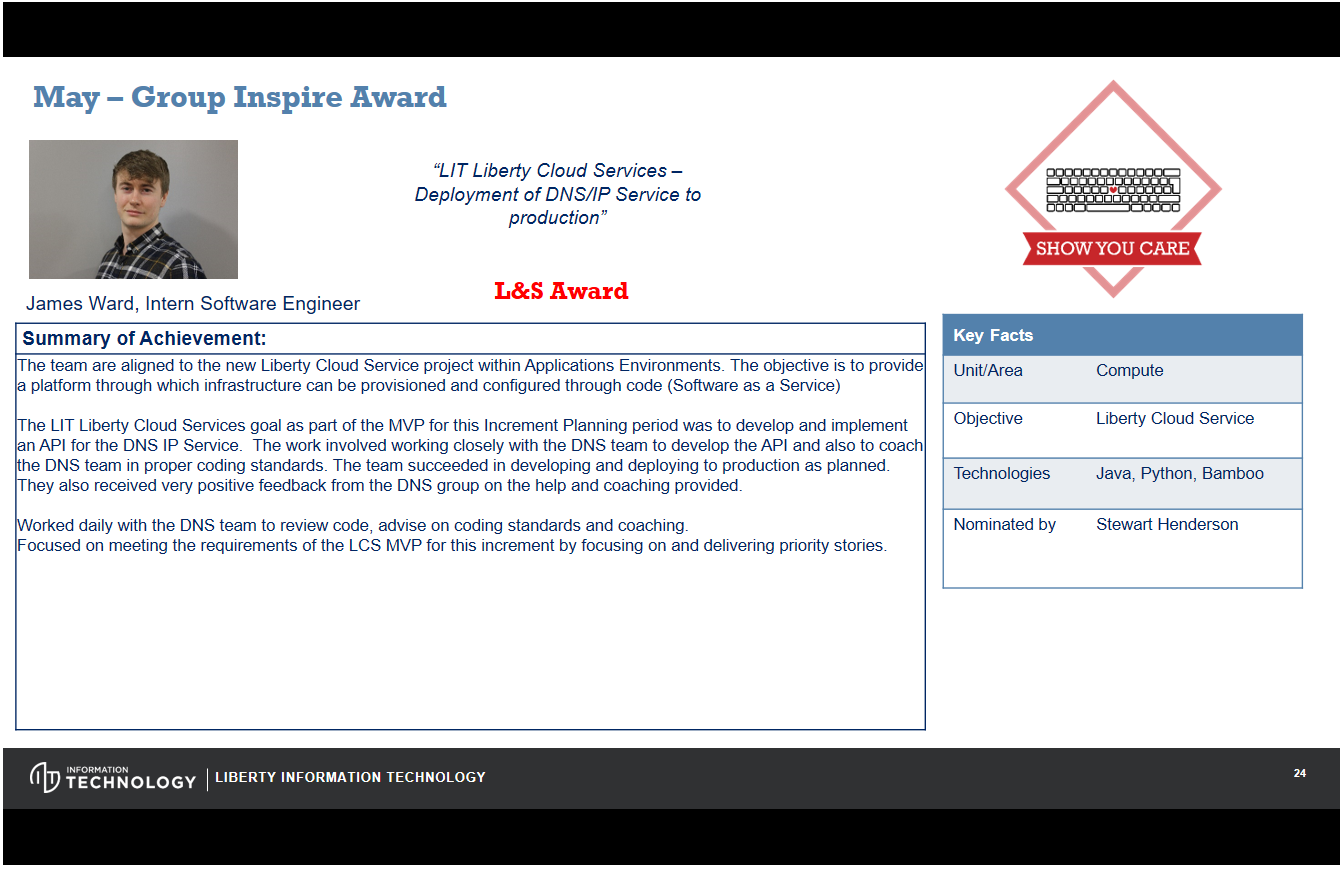 May – Group Inspire Award
“LIT Liberty Cloud Services –
Deployment of DNS/IP Service to
production”
L&S Award
SHOW YOU CARE
James Ward, Intern Software Engineer
Summary of Achievement:
The team are aligned to the new Liberty Cloud Service project within Applications Environments. The objective is to provide
a platform through which infrastructure can be provisioned and configured through code (Software as a Service)
The LIT Liberty Cloud Services goal as part of the MVP for this Increment Planning period was to develop and implement
an API for the DNS IP Service.  The work involved working closely with the DNS team to develop the API and also to coach
the DNS team in proper coding standards. The team succeeded in developing and deploying to production as planned.
They also received very positive feedback from the DNS group on the help and coaching provided.
Worked daily with the DNS team to review code, advise on coding standards and coaching.
Focused on meeting the requirements of the LCS MVP for this increment by focusing on and delivering priority stories.
Key Facts
Unit/Area Compute
Objective Liberty Cloud Service
Technologies Java, Python, Bamboo
Nominated by Stewart Henderson
INFORMATION
TECHNOLOGY
LIBERTY INFORMATION TECHNOLOGY
24